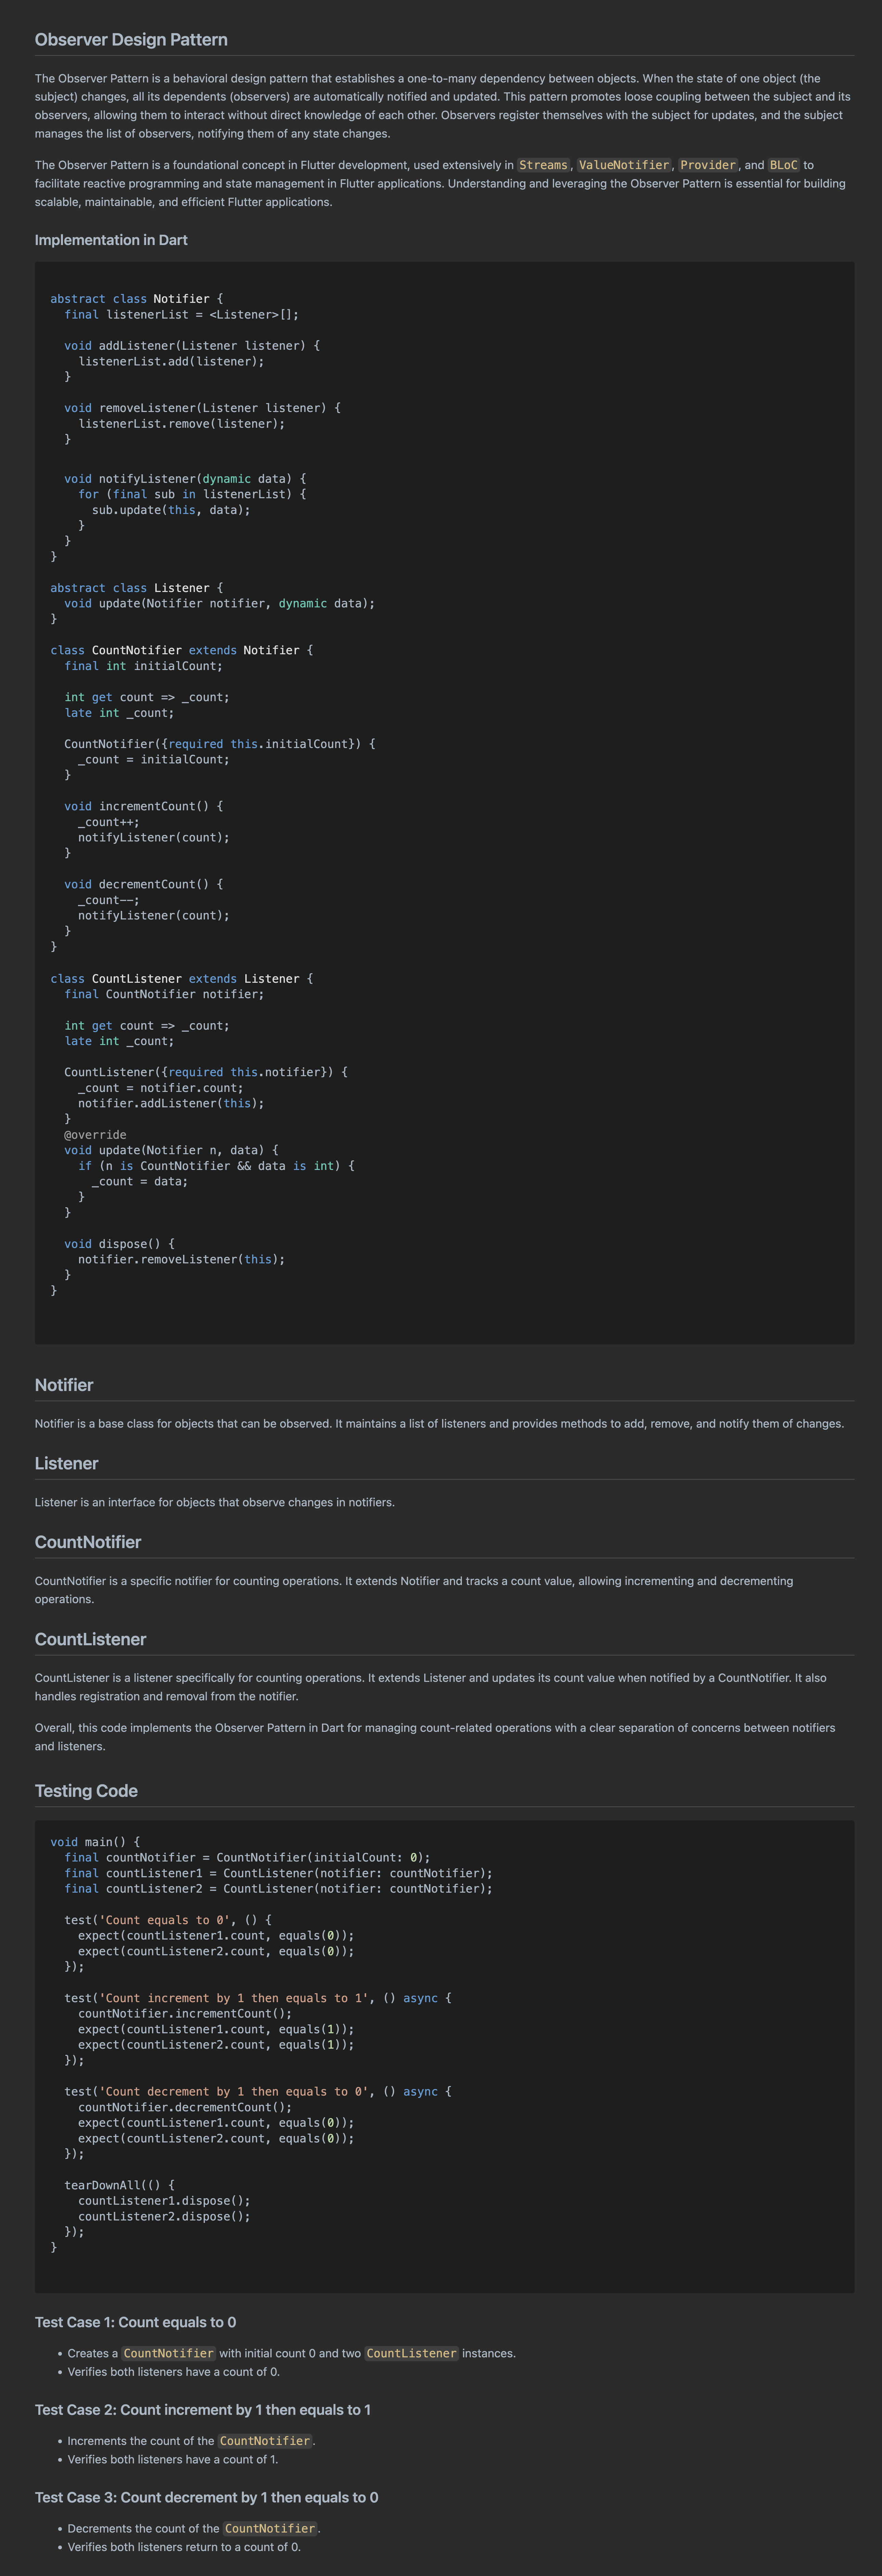 Observer Design Pattern
The Observer Pattern is a behavioral design pattern that establishes a one-to-many dependency between objects. When the state of one object (the
subject) changes, all its dependents (observers) are automatically notified and updated. This pattern promotes loose coupling between the subject and its
observers, allowing them to interact without direct knowledge of each other. Observers register themselves with the subject for updates, and the subject
manages the list of observers, notifying them of any state changes.
The Observer Pattern is a foundational concept in Flutter development, used extensively in Streams, ValueNotifier, Provider, and BLoC to
facilitate reactive programming and state management in Flutter applications. Understanding and leveraging the Observer Pattern is essential for building
scalable, maintainable, and efficient Flutter applications.
Implementation in Dart
abstract class Notifier {
  final listenerList = <Listener>[];
  void addListener(Listener listener) {
    listenerList.add(listener);
  }
  void removeListener(Listener listener) {
    listenerList.remove(listener);
  }
  void notifyListener(dynamic data) {
    for (final sub in listenerList) {
      sub.update(this, data);
    }
  }
}
abstract class Listener {
  void update(Notifier notifier, dynamic data);
}
class CountNotifier extends Notifier {
  final int initialCount;
  int get count => _count;
  late int _count;
  CountNotifier({required this.initialCount}) {
    _count = initialCount;
  }
  void incrementCount() {
    _count++;
    notifyListener(count);
  }
  void decrementCount() {
    _count--;
    notifyListener(count);
  }
}
class CountListener extends Listener {
  final CountNotifier notifier;
  int get count => _count;
  late int _count;
  CountListener({required this.notifier}) {
    _count = notifier.count;
    notifier.addListener(this);
  }
  @override
  void update(Notifier n, data) {
    if (n is CountNotifier && data is int) {
      _count = data;
    }
  }
  void dispose() {
    notifier.removeListener(this);
  }
}
Notifier
Notifier is a base class for objects that can be observed. It maintains a list of listeners and provides methods to add, remove, and notify them of changes.
Listener
Listener is an interface for objects that observe changes in notifiers.
CountNotifier
CountNotifier is a specific notifier for counting operations. It extends Notifier and tracks a count value, allowing incrementing and decrementing
operations.
CountListener
CountListener is a listener specifically for counting operations. It extends Listener and updates its count value when notified by a CountNotifier. It also
handles registration and removal from the notifier.
Overall, this code implements the Observer Pattern in Dart for managing count-related operations with a clear separation of concerns between notifiers
and listeners.
Testing Code
void main() {
  final countNotifier = CountNotifier(initialCount: 0);
  final countListener1 = CountListener(notifier: countNotifier);
  final countListener2 = CountListener(notifier: countNotifier);
  test('Count equals to 0', () {
    expect(countListener1.count, equals(0));
    expect(countListener2.count, equals(0));
  });
  test('Count increment by 1 then equals to 1', () async {
    countNotifier.incrementCount();
    expect(countListener1.count, equals(1));
    expect(countListener2.count, equals(1));
  });
  test('Count decrement by 1 then equals to 0', () async {
    countNotifier.decrementCount();
    expect(countListener1.count, equals(0));
    expect(countListener2.count, equals(0));
  });
  tearDownAll(() {
    countListener1.dispose();
    countListener2.dispose();
  });
}
Test Case 1: Count equals to 0
• Creates a CountNotifier with initial count 0 and two CountListener instances.
• Verifies both listeners have a count of 0.
Test Case 2: Count increment by 1 then equals to 1
• Increments the count of the CountNotifier.
• Verifies both listeners have a count of 1.
Test Case 3: Count decrement by 1 then equals to 0
• Decrements the count of the CountNotifier.
• Verifies both listeners return to a count of 0.